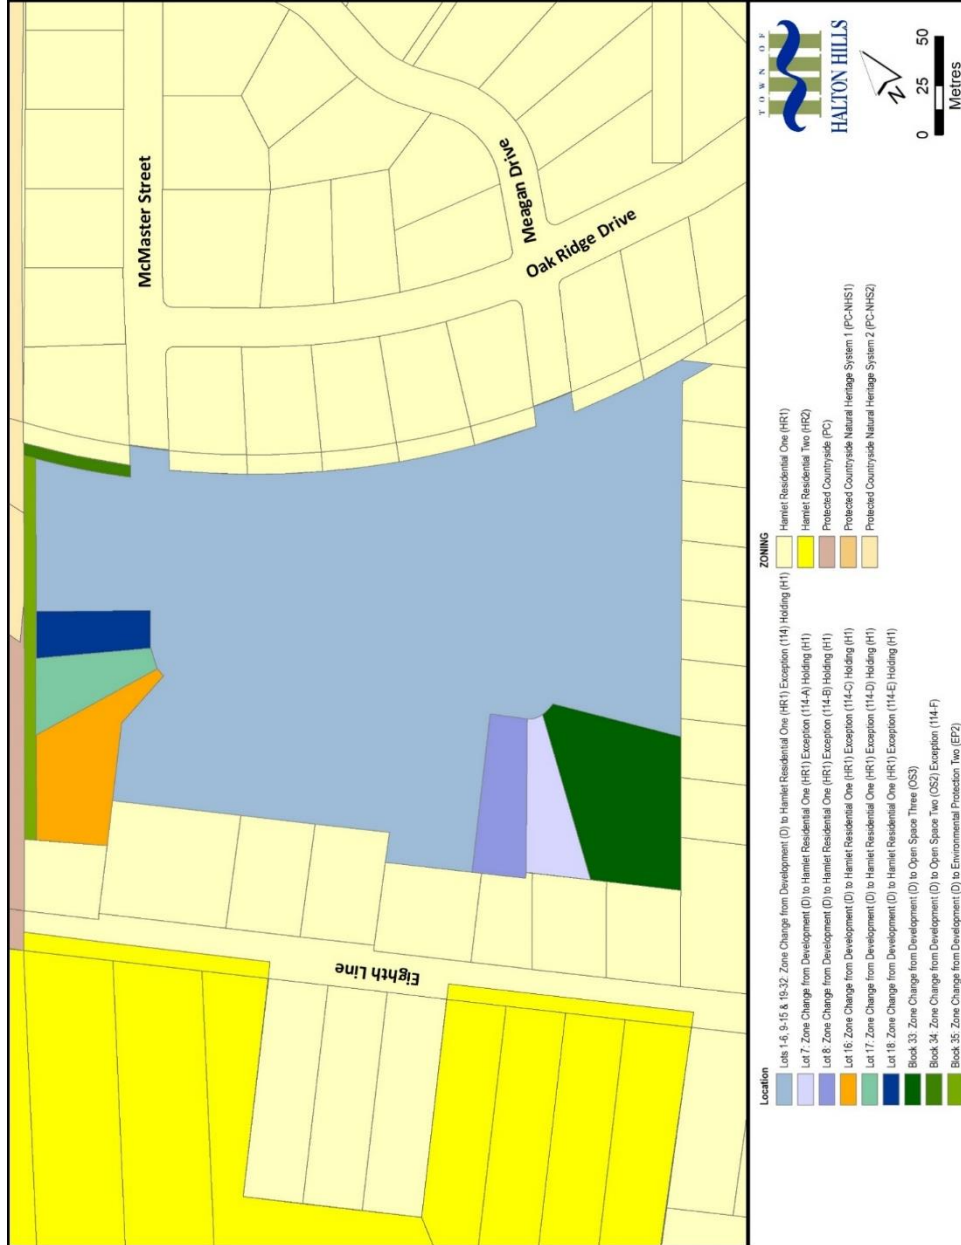 McMaster Street
Meagan Drive
Oak Ridge Drive
Eighth Line
Location
Lots 1-6, 9-15 & 19-32: Zone Change from Development (D) to Hamlet Residential One (HR1) Exception (114) Holding (H1)
Lot 7: Zone Change from Development (D) to Hamlet Residential One (HR1) Exception (114-A) Holding (H1)
Lot 8: Zone Change from Development (D) to Hamlet Residential One (HR1) Exception (114-B) Holding (H1)
Lot 16: Zone Change from Development (D) to Hamlet Residential One (HR1) Exception (114-C) Holding (H1)
Lot 17: Zone Change from Development (D) to Hamlet Residential One (HR1) Exception (114-D) Holding (H1)
Lot 18: Zone Change from Development (D) to Hamlet Residential One (HR1) Exception (114-E) Holding (H1)
Block 33: Zone Change from Development (D) to Open Space Three (OS3)
Block 34: Zone Change from Development (D) to Open Space Two (OS2) Exception (114-F)
Block 35: Zone Change from Development (D) to Environmental Protection Two (EP2)
ZONING
Hamlet Residential One (HR1)
Hamlet Residential Two (HR2)
Protected Countryside (PC)
Protected Countryside Natural Heritage System 1 (PC-NHS1)
Protected Countryside Natural Heritage System 2 (PC-NHS2)
TOWN OF
HALTON HILLS
N
0 25 50
Metres